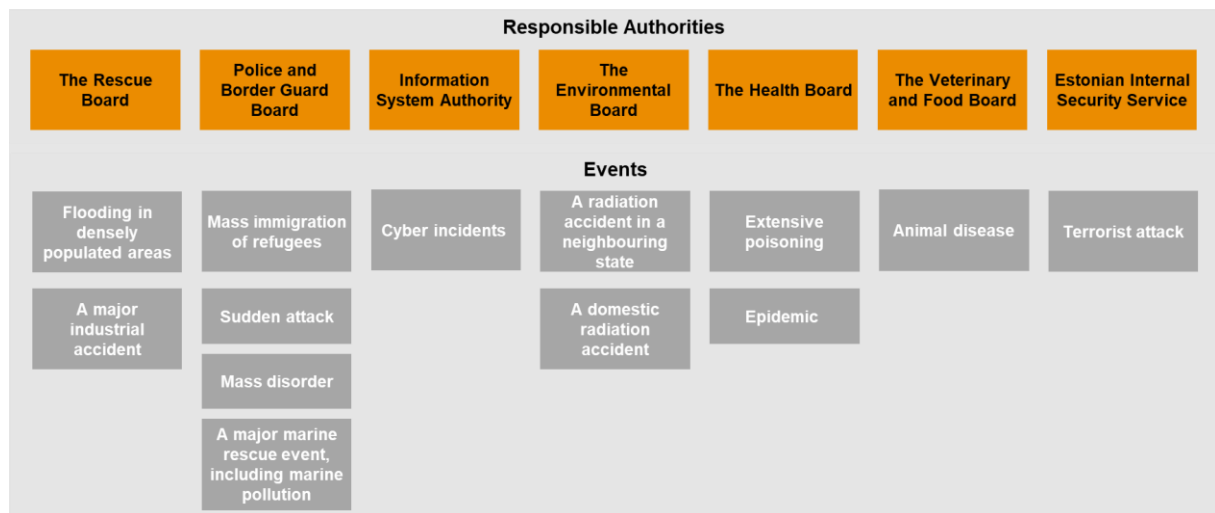 Responsible Authorities
The Rescue
Board
Police and
Border Guard
Board
Information
System Authority
The
Environmental
Board
The Health Board
The Veterinary
and Food Board
Estonian Internal
Security Service
Events
Flooding in
densely
populated areas
Mass immigration
of refugees
Cyber incidents
A radiation
accident in a
neighbouring
state
Extensive
poisoning
Animal disease
Terrorist attack
A major
industrial
accident
Sudden attack
A domestic
radiation
accident
Epidemic
Mass disorder
A major marine
rescue event,
including marine
pollution